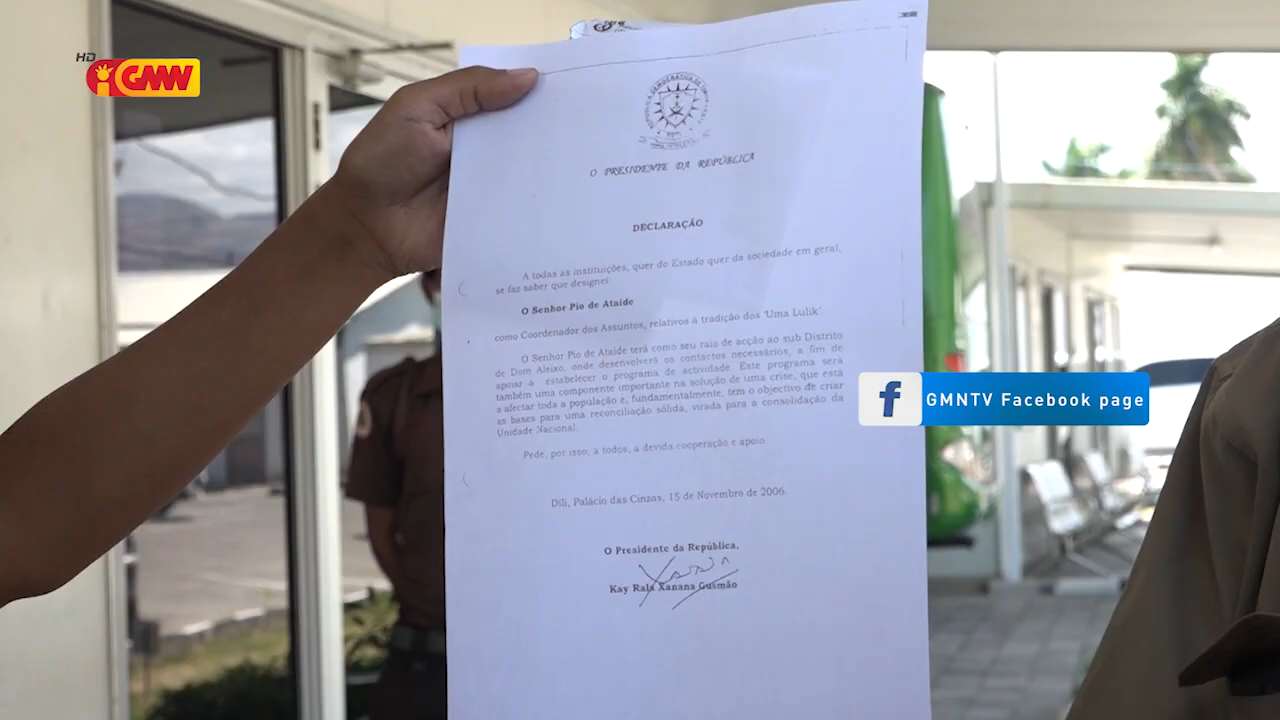 HD
GMN
O PRESIDENTE DA REPÚBLICA
DECLARAÇÃO
A todas as instituições, quer do Estado quer da sociedade em geral,
se faz saber que designei:
O Senhor Pio de Ataíde
como Coordenador dos Assuntos, relativos à tradição dos 'Uma Lulik'.
O Senhor Pio de Ataíde terá como seu raio de acção ao sub Distrito
de Dom Aleixo, onde desenvolverá os contactos necessários, a fim de
apoiar a estabelecer o programa de actividade. Este programa será
também uma componente importante na solução de uma crise, que está
a afectar toda a população e, fundamentalmente, tem o objectivo de criar
as bases para uma reconciliação sólida, virada para a consolidação da
Unidade Nacional.
Pede, por isso, a todos, a devida cooperação e apoio.
Díli, Palácio das Cinzas, 15 de Novembro de 2006.
O Presidente da República,
Kay Rala Xanana Gusmão
f GMNTV Facebook page